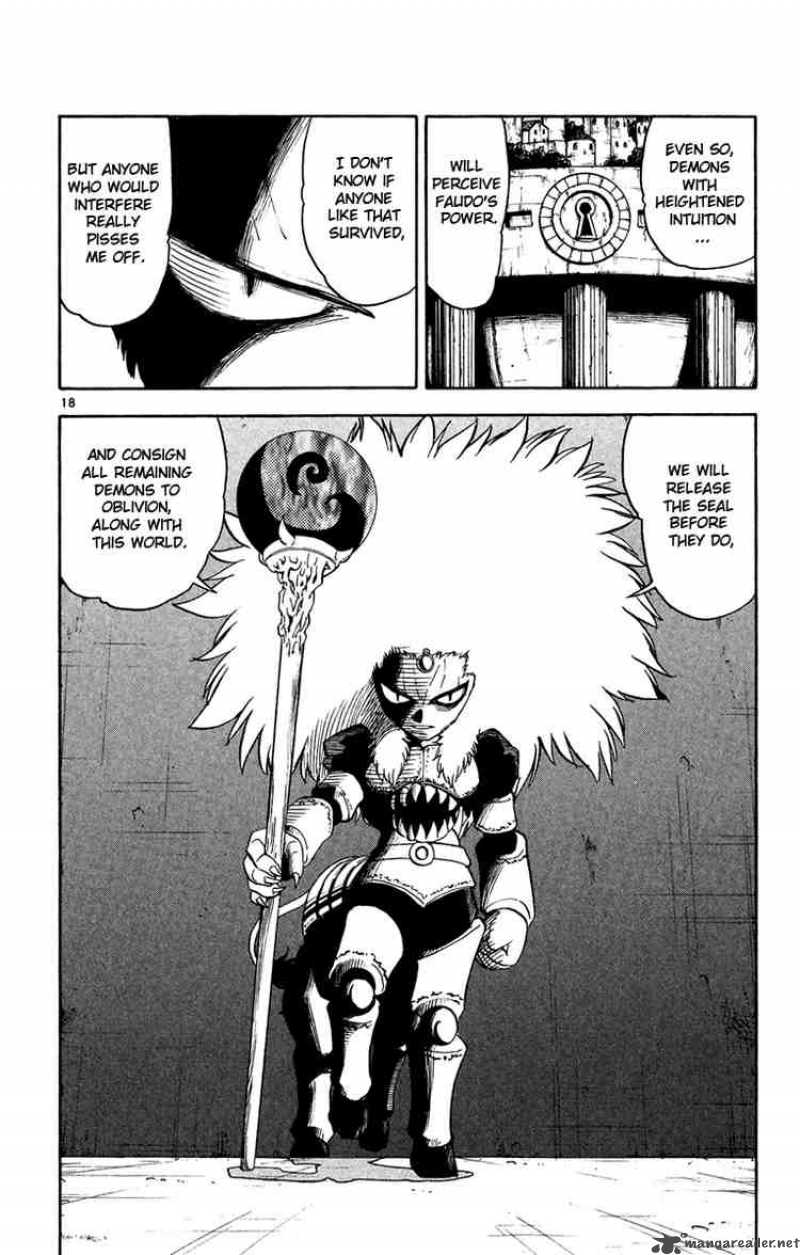 EVEN SO,
DEMONS
WITH
HEIGHTENED
INTUITION
...
WILL
PERCEIVE
FAUDO'S
POWER.
I DON'T
KNOW IF
ANYONE
LIKE THAT
SURVIVED,
BUT ANYONE
WHO WOULD
INTERFERE
REALLY
PISSES
ME OFF.
18
WE WILL
RELEASE
THE SEAL
BEFORE
THEY DO,
AND CONSIGN
ALL REMAINING
DEMONS TO
OBLIVION,
ALONG WITH
THIS WORLD.
mangareader.net